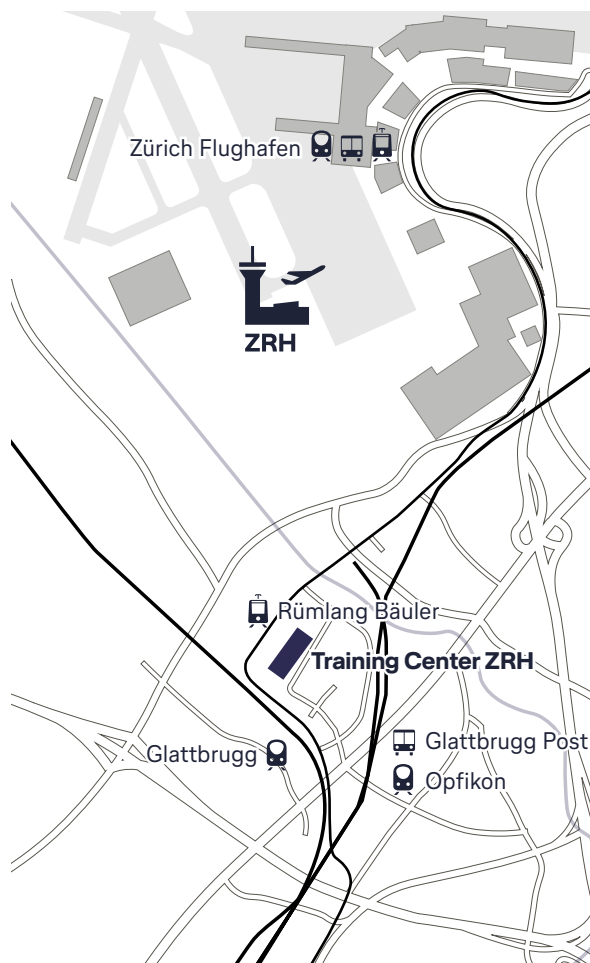 Zürich Flughafen
ZRH
Rümlang Bäuler
Training Center ZRH
Glattbrugg Post
Glattbrugg
Opfikon